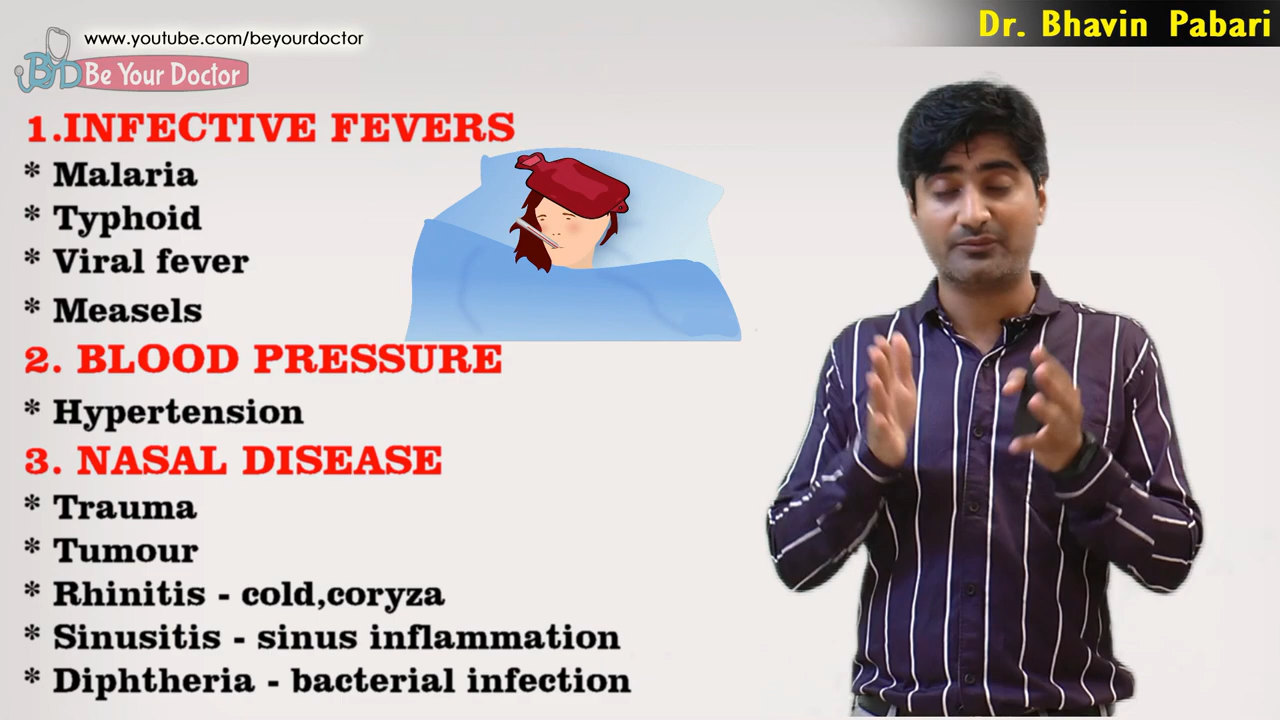 www.youtube.com/beyourdoctor
Dr. Bhavin Pabari
BYD Be Your Doctor
1.INFECTIVE FEVERS
* Malaria
* Typhoid
* Viral fever
* Measels
2. BLOOD PRESSURE
* Hypertension
3. NASAL DISEASE
* Trauma
* Tumour
* Rhinitis - cold,coryza
* Sinusitis - sinus inflammation
* Diphtheria - bacterial infection